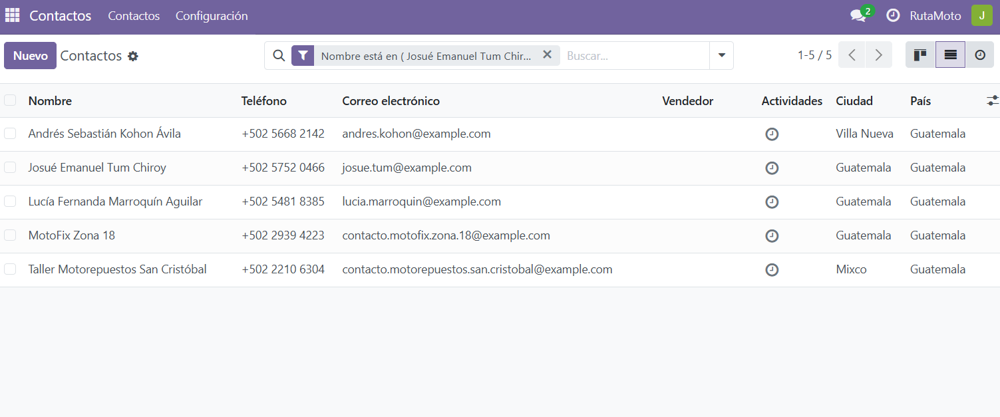 Contactos Contactos Configuración 2 RutaMoto J
Nuevo Contactos Nombre está en ( Josué Emanuel Tum Chir... Buscar... 1-5 / 5
Nombre Teléfono Correo electrónico Vendedor Actividades Ciudad País
Andrés Sebastián Kohon Ávila +502 5668 2142 andres.kohon@example.com Villa Nueva Guatemala
Josué Emanuel Tum Chiroy +502 5752 0466 josue.tum@example.com Guatemala Guatemala
Lucía Fernanda Marroquín Aguilar +502 5481 8385 lucia.marroquin@example.com Guatemala Guatemala
MotoFix Zona 18 +502 2939 4223 contacto.motofix.zona.18@example.com Guatemala Guatemala
Taller Motorepuestos San Cristóbal +502 2210 6304 contacto.motorepuestos.san.cristobal@example.com Mixco Guatemala